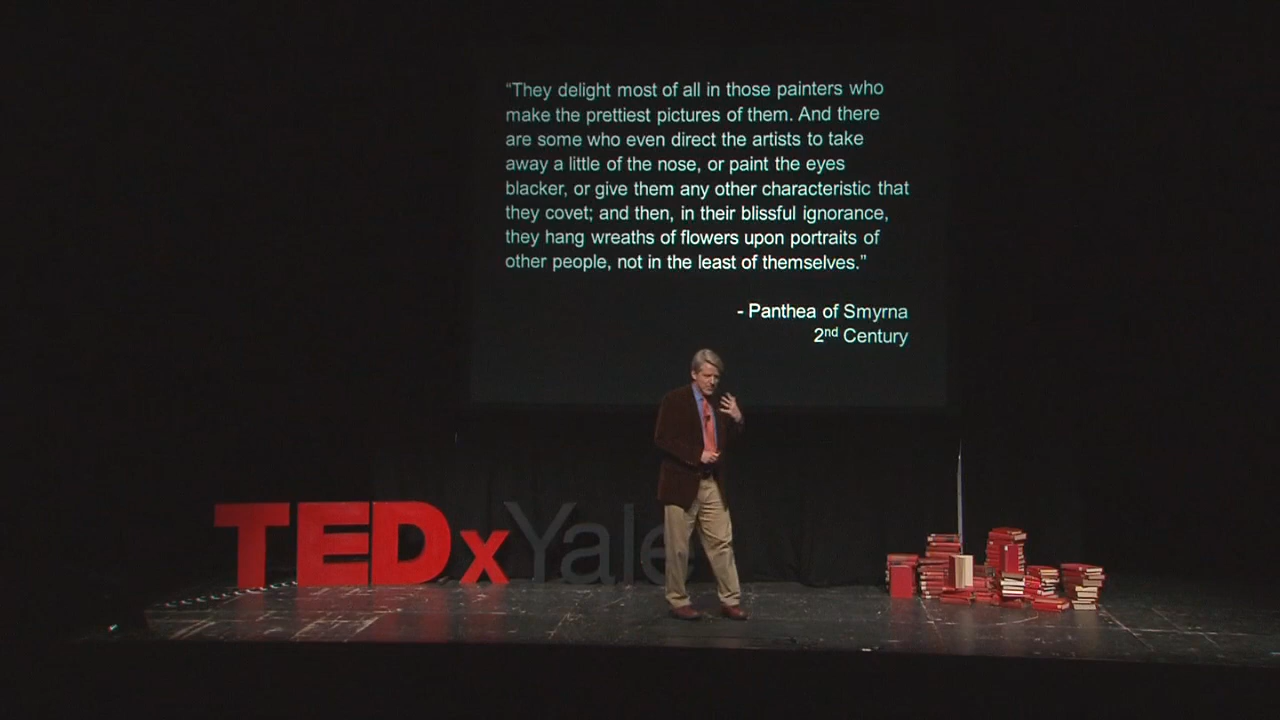 “They delight most of all in those painters who
make the prettiest pictures of them. And there
are some who even direct the artists to take
away a little of the nose, or paint the eyes
blacker, or give them any other characteristic that
they covet; and then, in their blissful ignorance,
they hang wreaths of flowers upon portraits of
other people, not in the least of themselves.”
- Panthea of Smyrna
2nd Century
TEDxYale